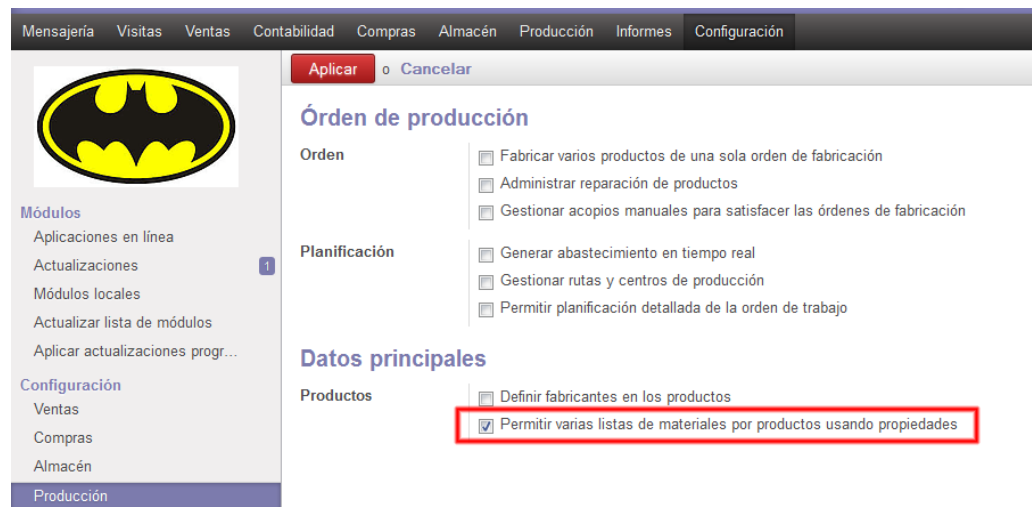 Mensajería Visitas Ventas Contabilidad Compras Almacén Producción Informes Configuración
Aplicar o Cancelar
Órden de producción
Orden
Fabricar varios productos de una sola orden de fabricación
Administrar reparación de productos
Gestionar acopios manuales para satisfacer las órdenes de fabricación
Planificación
Generar abastecimiento en tiempo real
Gestionar rutas y centros de producción
Permitir planificación detallada de la orden de trabajo
Datos principales
Productos
Definir fabricantes en los productos
Permitir varias listas de materiales por productos usando propiedades
Módulos
Aplicaciones en línea
Actualizaciones 1
Módulos locales
Actualizar lista de módulos
Aplicar actualizaciones progr...
Configuración
Ventas
Compras
Almacén
Producción